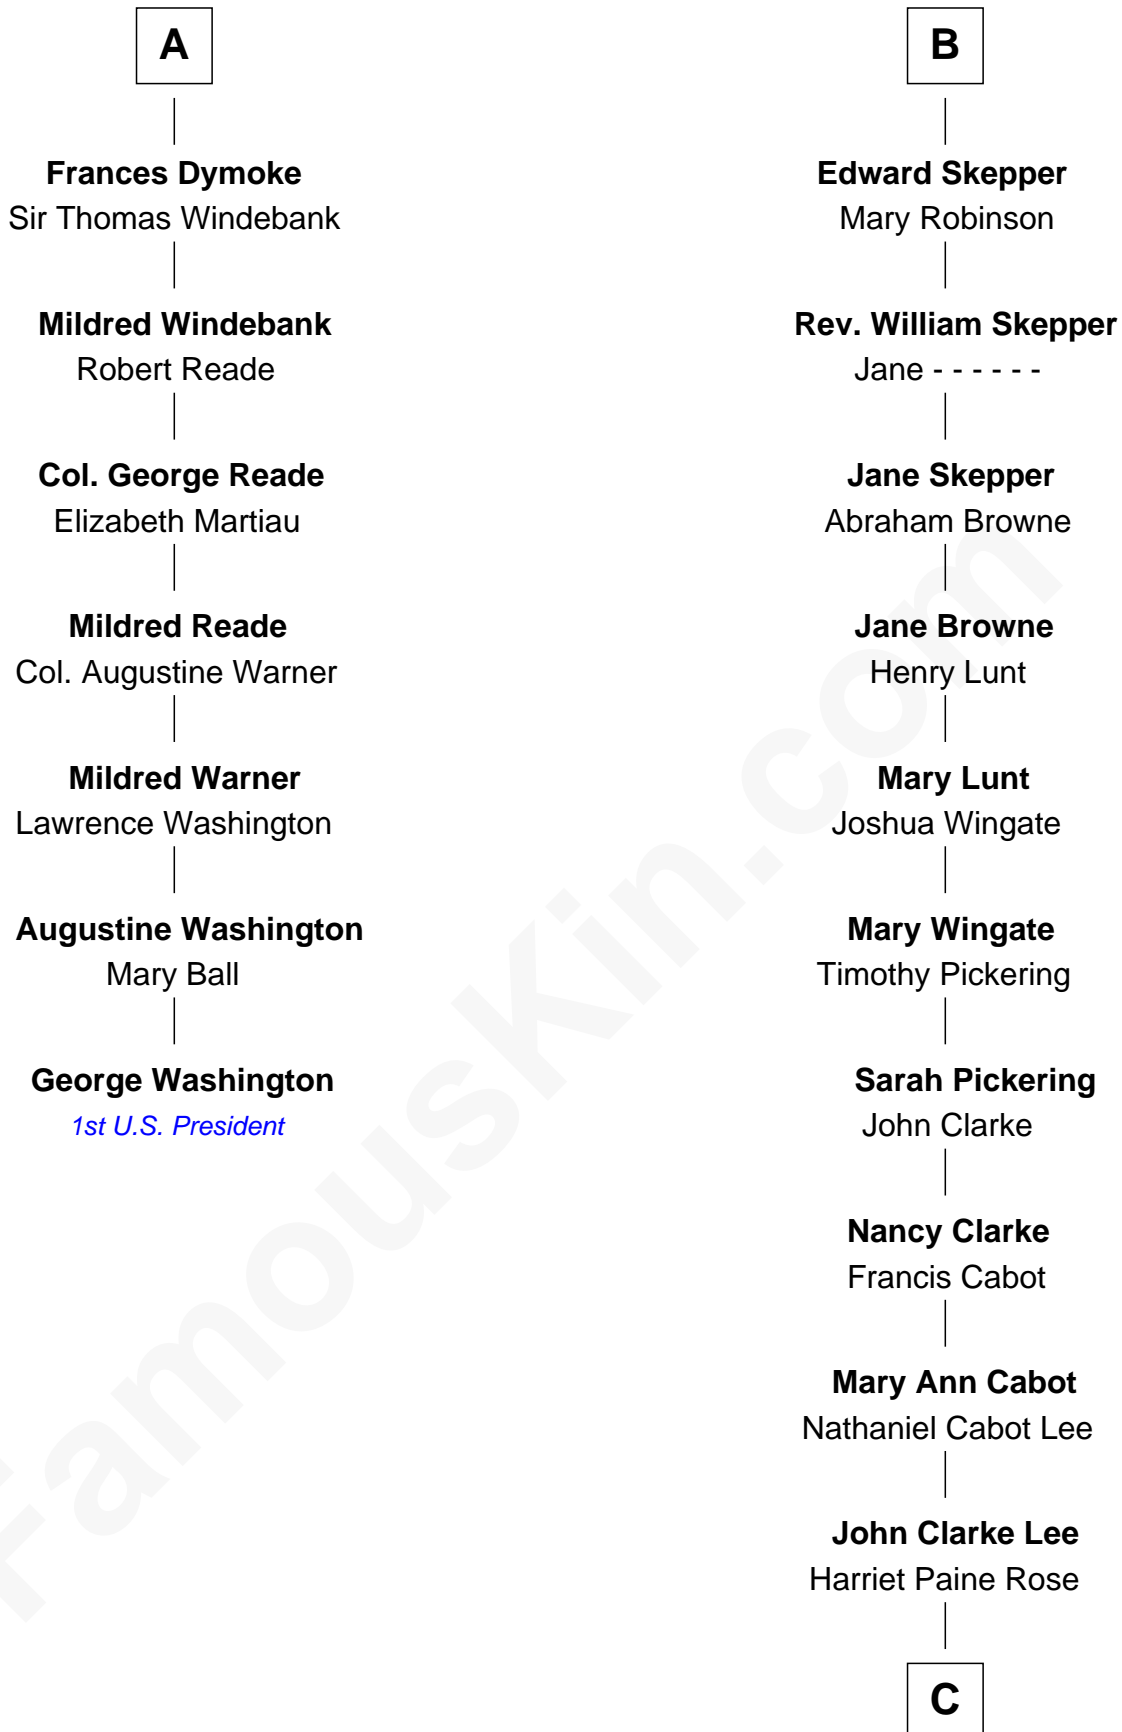 A
Frances Dymoke
Sir Thomas Windebank
Mildred Windebank
Robert Reade
Col. George Reade
Elizabeth Martiau
Mildred Reade
Col. Augustine Warner
Mildred Warner
Lawrence Washington
Augustine Washington
Mary Ball
George Washington
1st U.S. President
B
Edward Skepper
Mary Robinson
Rev. William Skepper
Jane - - - - - -
Jane Skepper
Abraham Browne
Jane Browne
Henry Lunt
Mary Lunt
Joshua Wingate
Mary Wingate
Timothy Pickering
Sarah Pickering
John Clarke
Nancy Clarke
Francis Cabot
Mary Ann Cabot
Nathaniel Cabot Lee
John Clarke Lee
Harriet Paine Rose
C
FamousKin.com